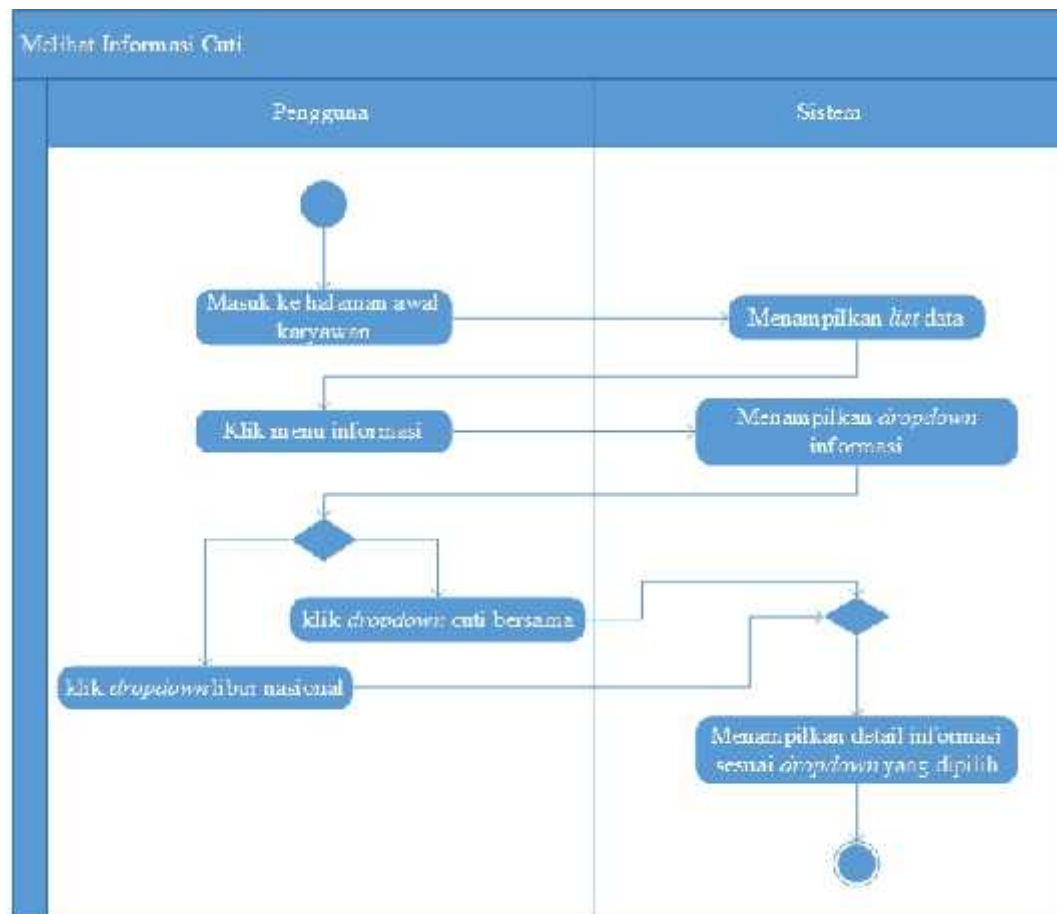 Melihat Informasi Cuti
Pengguna
Sistem
Masuk ke halaman awal
karyawan
Menampilkan list data
Klik menu informasi
Menampilkan dropdown
informasi
klik dropdown cuti bersama
klik dropdown libur nasional
Menampilkan detail informasi
sesuai dropdown yang dipilih